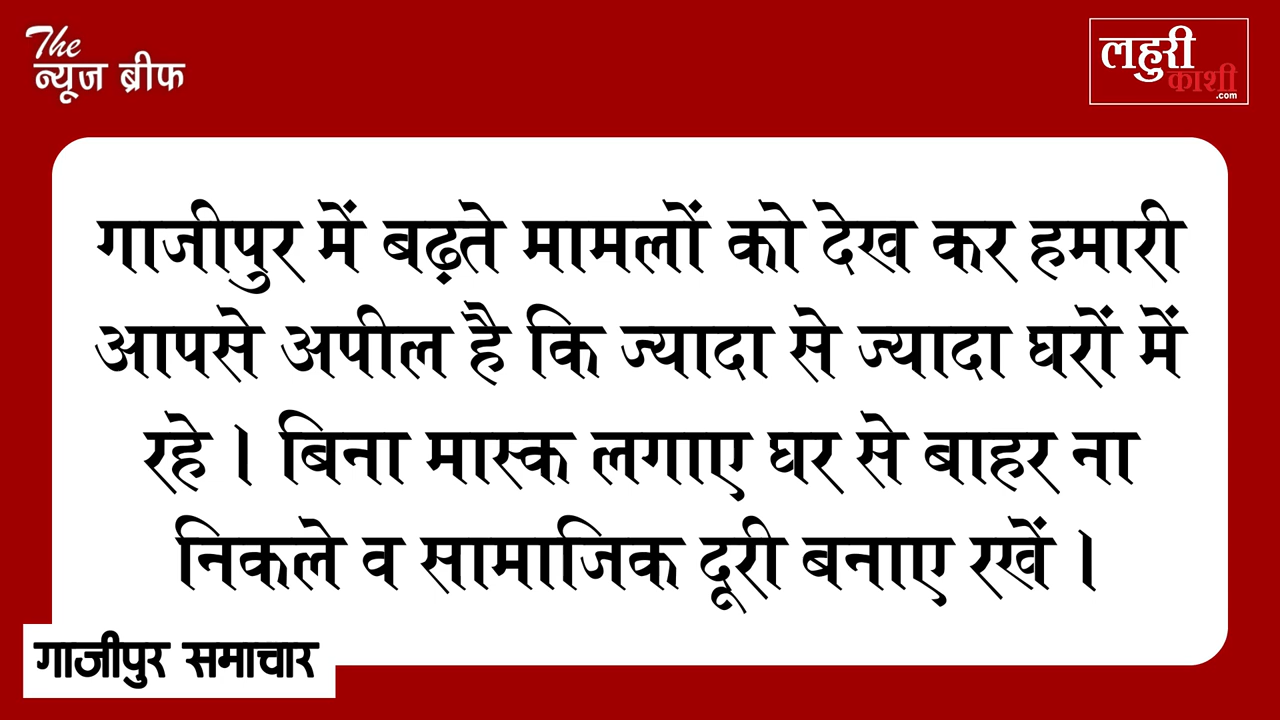 The
न्यूज ब्रीफ
लहुरी
काशी
.com
गाजीपुर में बढ़ते मामलों को देख कर हमारी
आपसे अपील है कि ज्यादा से ज्यादा घरों में
रहे । बिना मास्क लगाए घर से बाहर ना
निकले व सामाजिक दूरी बनाए रखें ।
गाजीपुर समाचार